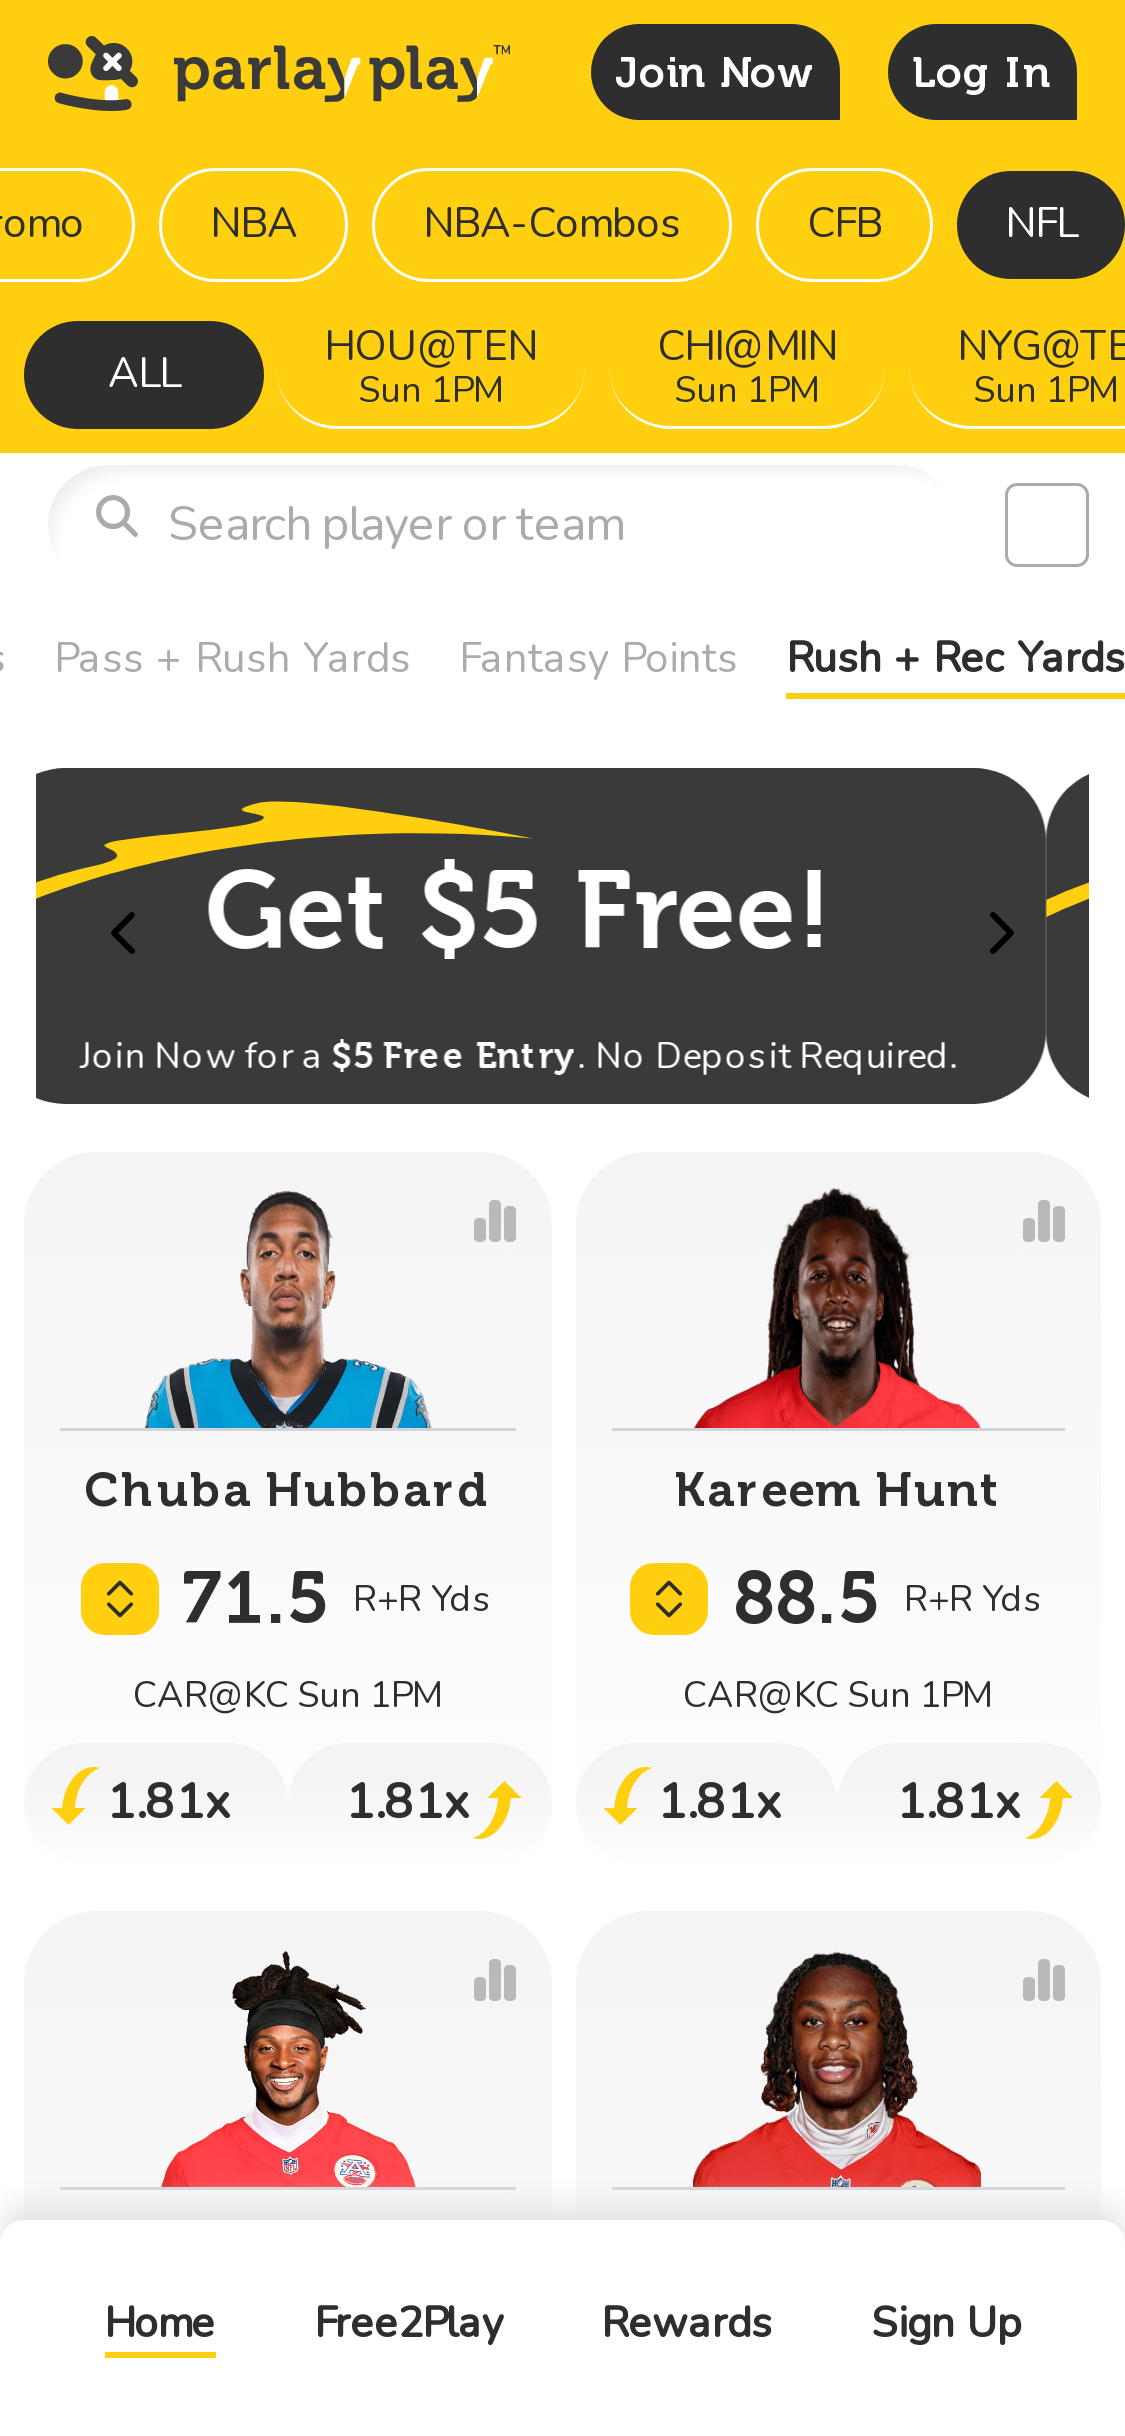 parlayplay™
Join Now
Log In
romo
NBA
NBA-Combos
CFB
NFL
ALL
HOU@TEN
Sun 1PM
CHI@MIN
Sun 1PM
NYG@TE
Sun 1PM
Search player or team
s
Pass + Rush Yards
Fantasy Points
Rush + Rec Yards
Get $5 Free!
Join Now for a $5 Free Entry. No Deposit Required.
Chuba Hubbard
71.5 R+R Yds
CAR@KC Sun 1PM
1.81x
1.81x
Kareem Hunt
88.5 R+R Yds
CAR@KC Sun 1PM
1.81x
1.81x
Home
Free2Play
Rewards
Sign Up